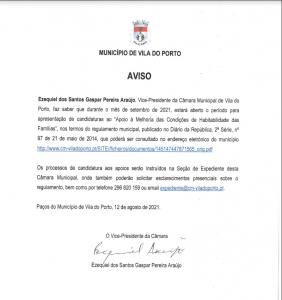 MUNICÍPIO DE VILA DO PORTO
AVISO
Ezequiel dos Santos Gaspar Pereira Araújo, Vice-Presidente da Câmara Municipal de Vila do
Porto, faz saber que durante o mês de setembro de 2021, estará aberto o período para
apresentação de candidaturas ao "Apoio à Melhoria das Condições de Habitabilidade das
Famílias", nos termos do regulamento municipal, publicado no Diário da República, 2ª Série, nº
97 de 21 de maio de 2014, que poderá ser consultado no endereço eletrónico do município
http://www.cm-viladoporto.pt/SITE/ficheiros/documentos/145147447871565_orig.pdf
Os processos de candidatura aos apoios serão instruídos na Secção de Expediente desta
Câmara Municipal, onde também poderão solicitar esclarecimentos presenciais sobre o
regulamento, bem como por telefone 296 820 159 ou email expediente@cm-viladoporto.pt.
Paços do Município de Vila do Porto, 12 de agosto de 2021.
O Vice-Presidente da Câmara
Ezequiel Araújo
Ezequiel dos Santos Gaspar Pereira Araújo